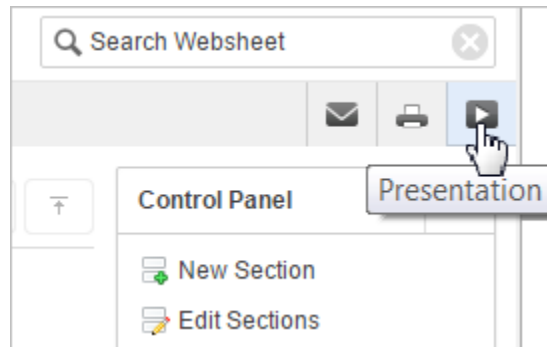 Search Websheet
Presentation
Control Panel
New Section
Edit Sections